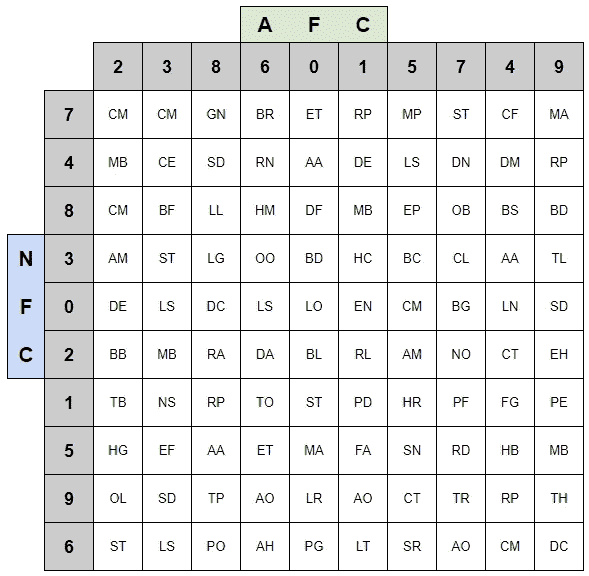 A F C
2 3 8 6 0 1 5 7 4 9
7 CM CM GN BR ET RP MP ST CF MA
4 MB CE SD RN AA DE LS DN DM RP
8 CM BF LL HM DF MB EP OB BS BD
N 3 AM ST LG OO BD HC BC CL AA TL
F 0 DE LS DC LS LO EN CM BG LN SD
C 2 BB MB RA DA BL RL AM NO CT EH
1 TB NS RP TO ST PD HR PF FG PE
5 HG EF AA ET MA FA SN RD HB MB
9 OL SD TP AO LR AO CT TR RP TH
6 ST LS PO AH PG LT SR AO CM DC